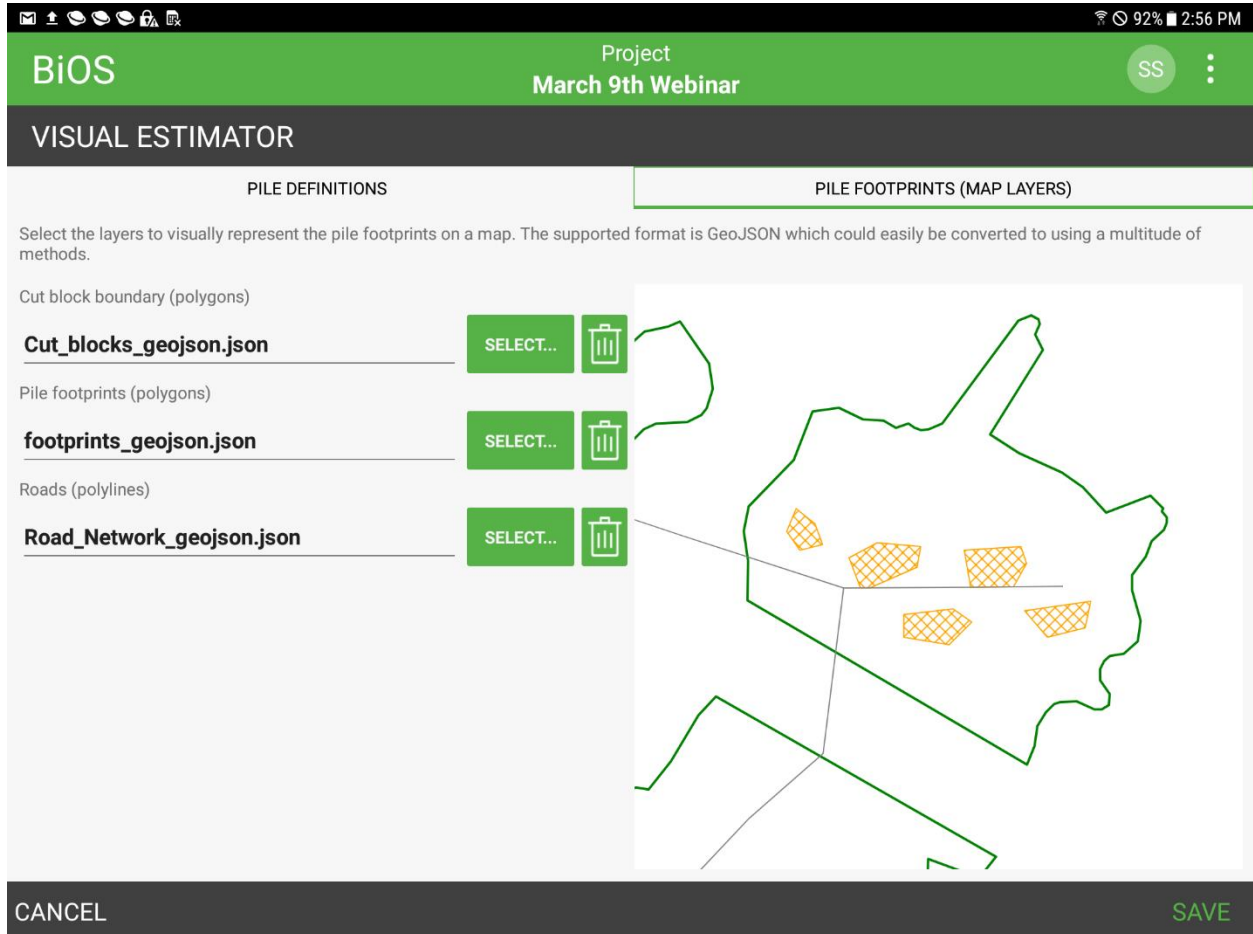 92% 2:56 PM
BiOS
Project
March 9th Webinar
SS
VISUAL ESTIMATOR
PILE DEFINITIONS
PILE FOOTPRINTS (MAP LAYERS)
Select the layers to visually represent the pile footprints on a map. The supported format is GeoJSON which could easily be converted to using a multitude of
methods.
Cut block boundary (polygons)
Cut_blocks_geojson.json
SELECT...
Pile footprints (polygons)
footprints_geojson.json
SELECT...
Roads (polylines)
Road_Network_geojson.json
SELECT...
CANCEL
SAVE